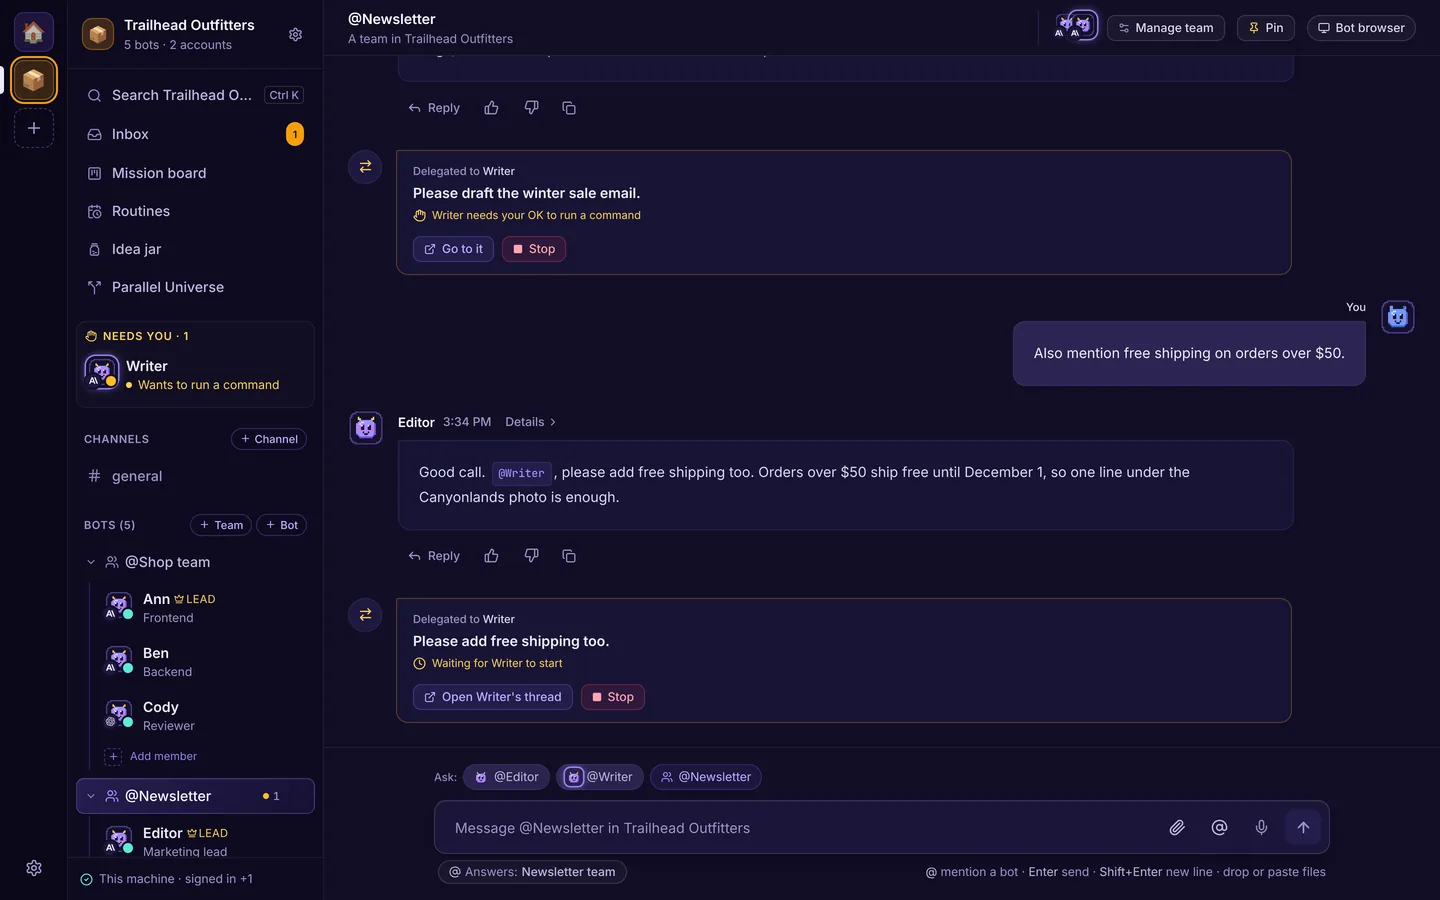 Trailhead Outfitters
5 bots · 2 accounts
Search Trailhead O... Ctrl K
Inbox 1
Mission board
Routines
Idea jar
Parallel Universe
NEEDS YOU · 1
Writer
Wants to run a command
CHANNELS + Channel
# general
BOTS (5) + Team + Bot
@Shop team
Ann LEAD
Frontend
Ben
Backend
Cody
Reviewer
+ Add member
@Newsletter 1
Editor LEAD
Marketing lead
This machine · signed in +1
@Newsletter
A team in Trailhead Outfitters
Manage team
Pin
Bot browser
Reply
Delegated to Writer
Please draft the winter sale email.
Writer needs your OK to run a command
Go to it Stop
You
Also mention free shipping on orders over $50.
Editor 3:34 PM Details >
Good call. @Writer, please add free shipping too. Orders over $50 ship free until December 1, so one line under the
Canyonlands photo is enough.
Reply
Delegated to Writer
Please add free shipping too.
Waiting for Writer to start
Open Writer's thread Stop
Ask: @Editor @Writer @Newsletter
Message @Newsletter in Trailhead Outfitters
@ Answers: Newsletter team
@ mention a bot · Enter send · Shift+Enter new line · drop or paste files